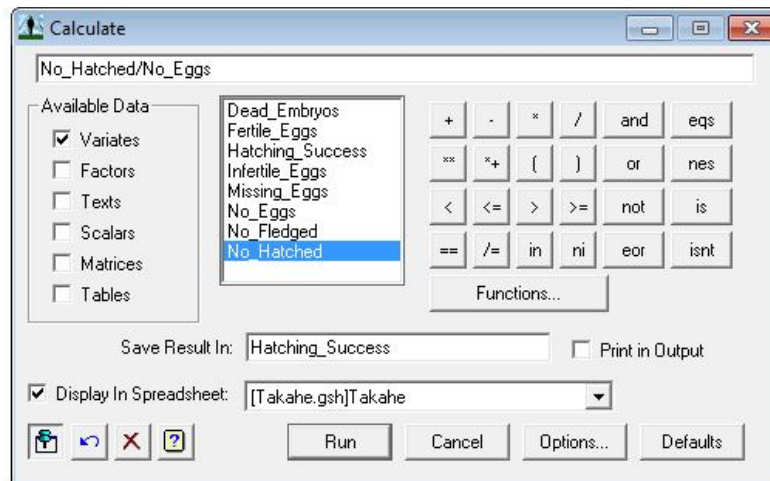 Calculate
No_Hatched/No_Eggs
Available Data
Variates
Factors
Texts
Scalars
Matrices
Tables
Dead_Embryos
Fertile_Eggs
Hatching_Success
Infertile_Eggs
Missing_Eggs
No_Eggs
No_Fledged
No_Hatched
+ - * / and eqs
** *+ ( ) or nes
< <= > >= not is
== /= in ni eor isnt
Functions...
Save Result In: Hatching_Success Print in Output
Display In Spreadsheet: [Takahe.gsh]Takahe
? Run Cancel Options... Defaults